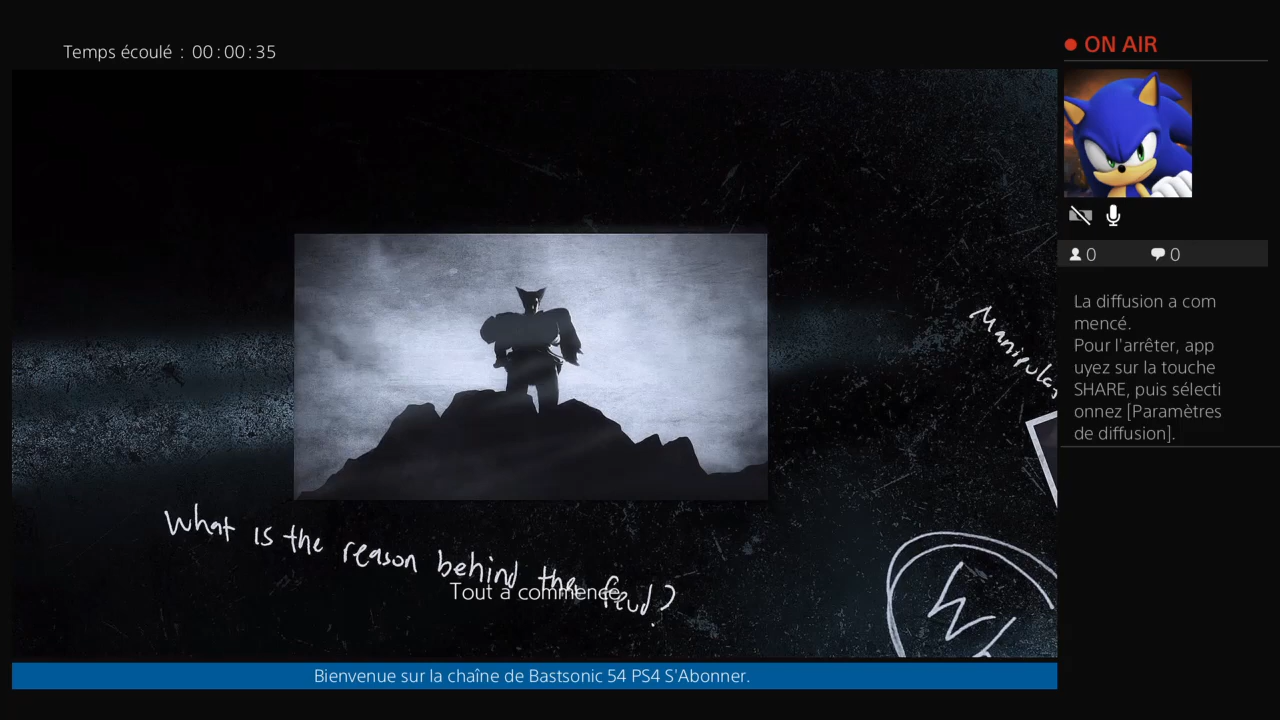 Temps écoulé : 00:00:35
ON AIR
0 0
La diffusion a com
mencé.
Pour l'arrêter, app
uyez sur la touche
SHARE, puis sélecti
onnez [Paramètres
de diffusion].
What is the reason behind the feud?
Tout a commencé
Bienvenue sur la chaîne de Bastsonic 54 PS4 S'Abonner.